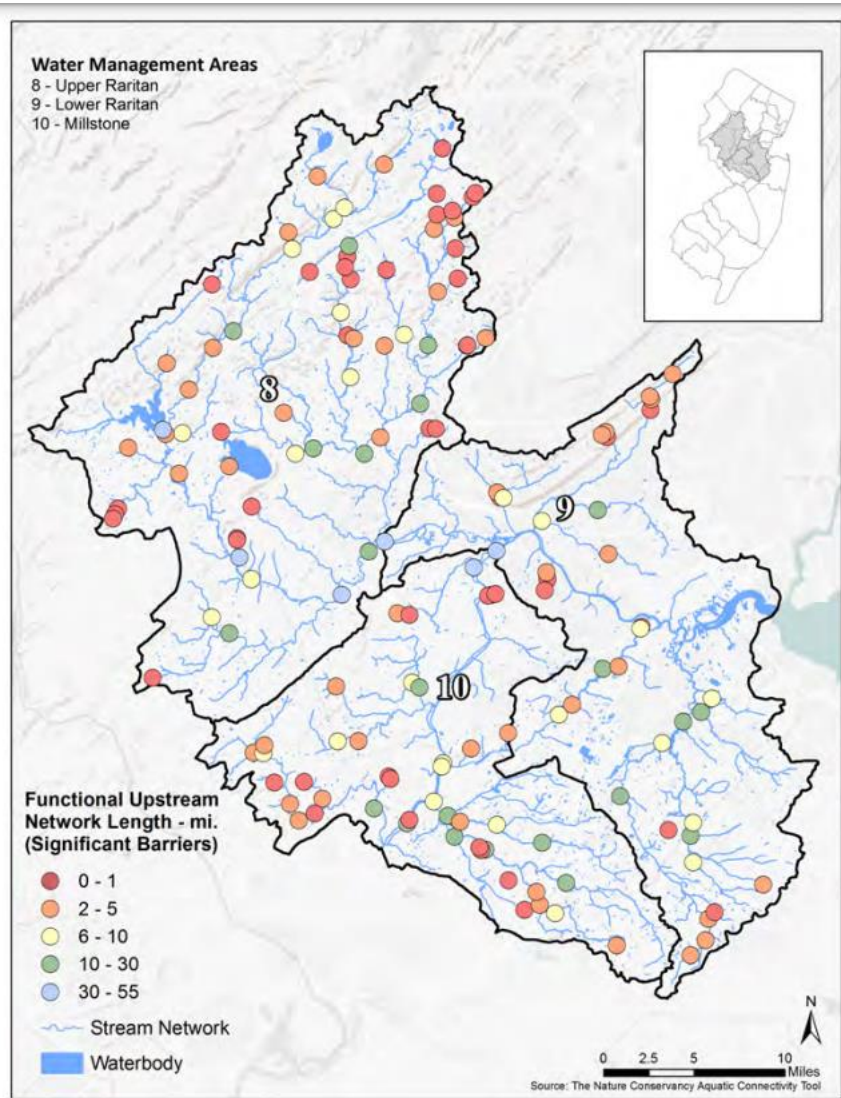 Water Management Areas
8 - Upper Raritan
9 - Lower Raritan
10 - Millstone
8
9
10
Functional Upstream
Network Length - mi.
(Significant Barriers)
0 - 1
2 - 5
6 - 10
10 - 30
30 - 55
Stream Network
Waterbody
N
0 2.5 5 10
Miles
Source: The Nature Conservancy Aquatic Connectivity Tool